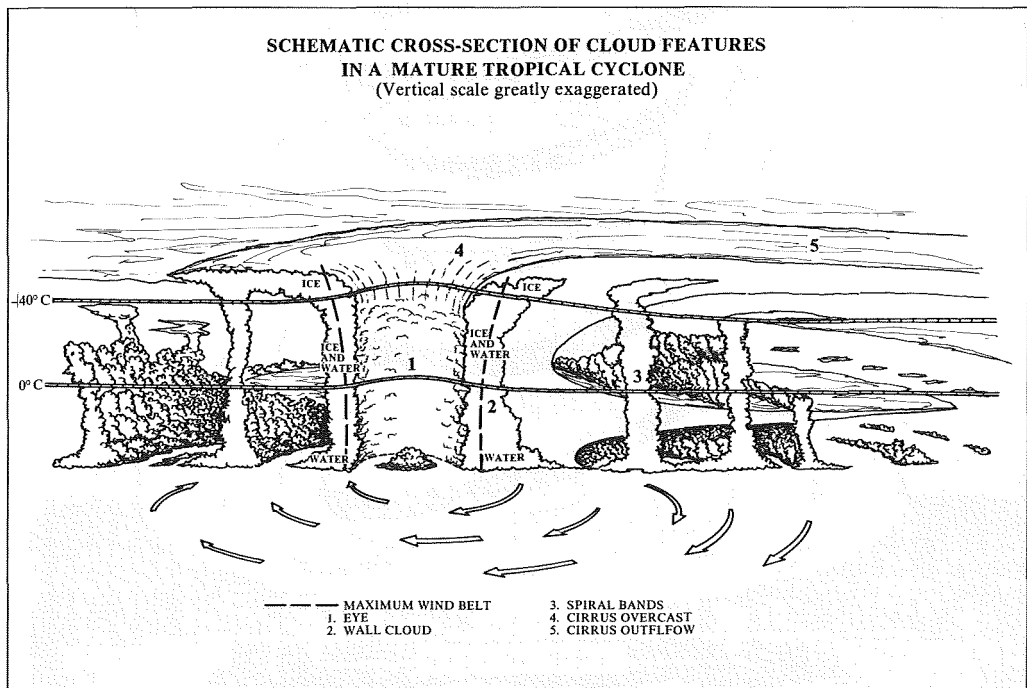 SCHEMATIC CROSS-SECTION OF CLOUD FEATURES
IN A MATURE TROPICAL CYCLONE
(Vertical scale greatly exaggerated)
4
5
ICE
ICE
-40° C
ICE
AND
WATER
ICE
AND
WATER
1
0° C
3
2
WATER
WATER
MAXIMUM WIND BELT
1. EYE
2. WALL CLOUD
3. SPIRAL BANDS
4. CIRRUS OVERCAST
5. CIRRUS OUTFLFOW